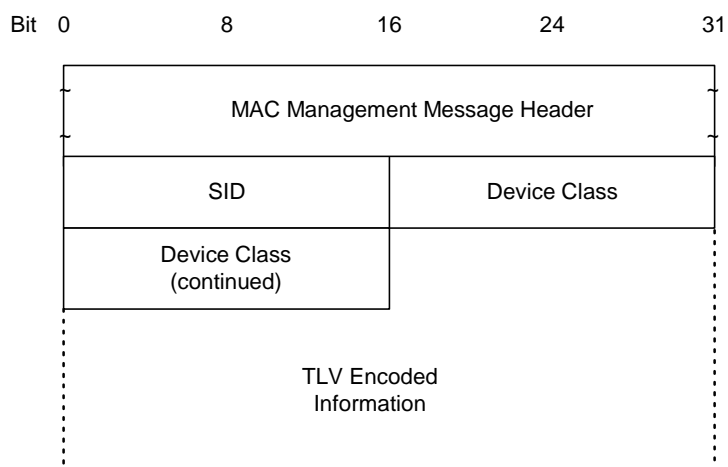 Bit 0 8 16 24 31
~ ~
MAC Management Message Header
~ ~
SID Device Class
Device Class
(continued)
TLV Encoded
Information